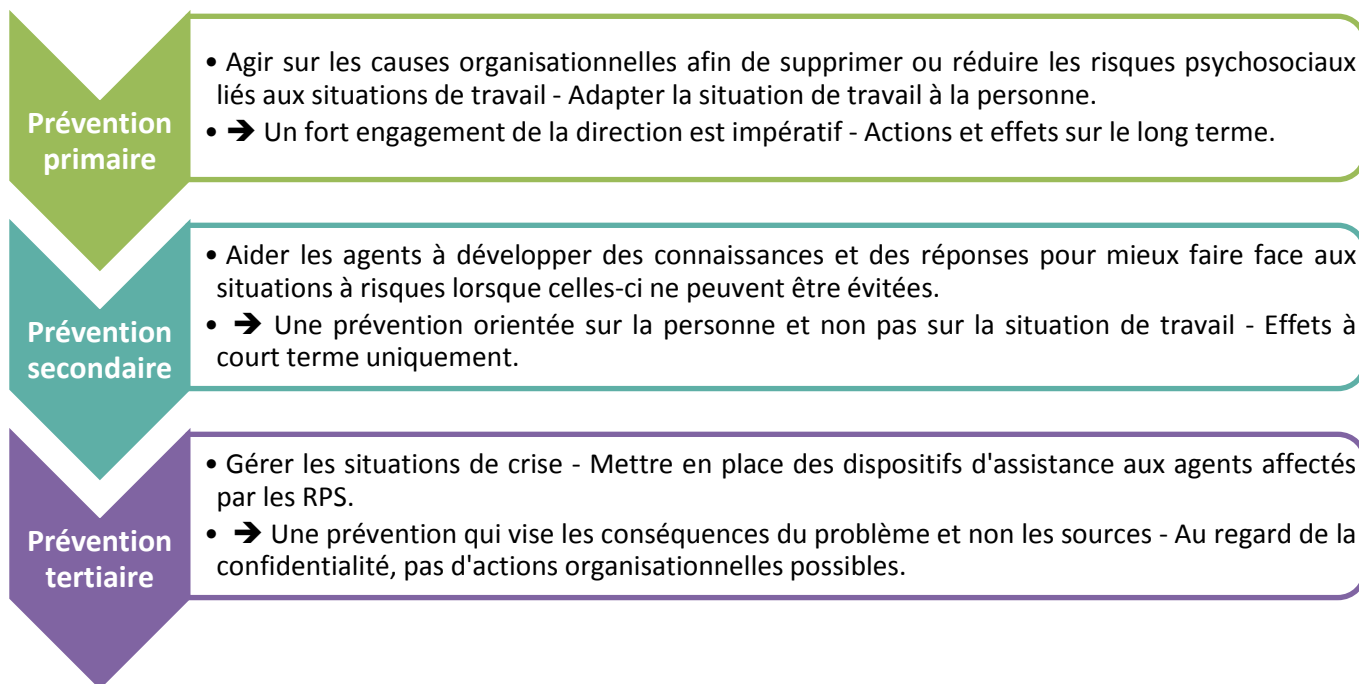 Prévention
primaire
• Agir sur les causes organisationnelles afin de supprimer ou réduire les risques psychosociaux
liés aux situations de travail - Adapter la situation de travail à la personne.
• ➔ Un fort engagement de la direction est impératif - Actions et effets sur le long terme.
Prévention
secondaire
• Aider les agents à développer des connaissances et des réponses pour mieux faire face aux
situations à risques lorsque celles-ci ne peuvent être évitées.
• ➔ Une prévention orientée sur la personne et non pas sur la situation de travail - Effets à
court terme uniquement.
Prévention
tertiaire
• Gérer les situations de crise - Mettre en place des dispositifs d'assistance aux agents affectés
par les RPS.
• ➔ Une prévention qui vise les conséquences du problème et non les sources - Au regard de la
confidentialité, pas d'actions organisationnelles possibles.